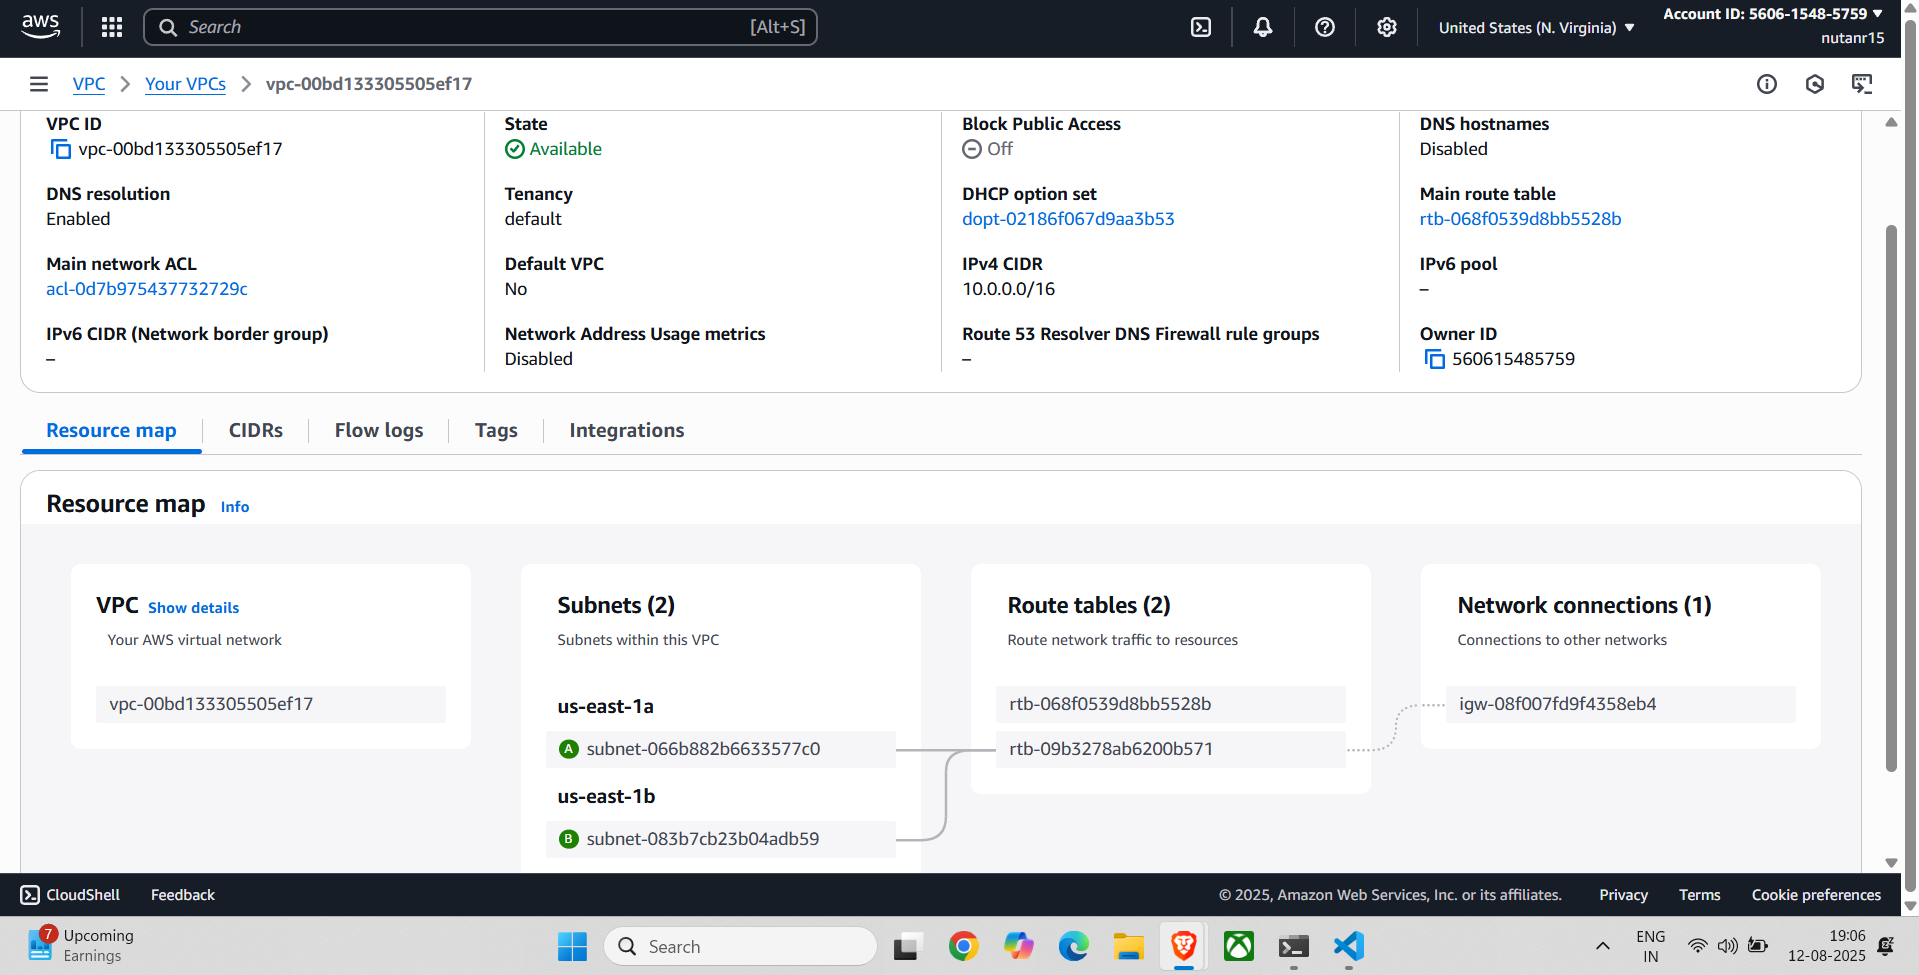 aws
Search
[Alt+S]
United States (N. Virginia)
Account ID: 5606-1548-5759
nutanr15
VPC
Your VPCs
vpc-00bd133305505ef17
VPC ID
vpc-00bd133305505ef17
State
Available
Block Public Access
Off
DNS hostnames
Disabled
DNS resolution
Enabled
Tenancy
default
DHCP option set
dopt-02186f067d9aa3b53
Main route table
rtb-068f0539d8bb5528b
Main network ACL
acl-0d7b975437732729c
Default VPC
No
IPv4 CIDR
10.0.0.0/16
IPv6 pool
–
IPv6 CIDR (Network border group)
–
Network Address Usage metrics
Disabled
Route 53 Resolver DNS Firewall rule groups
–
Owner ID
560615485759
Resource map
CIDRs
Flow logs
Tags
Integrations
Resource map Info
VPC Show details
Your AWS virtual network
vpc-00bd133305505ef17
Subnets (2)
Subnets within this VPC
us-east-1a
A subnet-066b882b6633577c0
us-east-1b
B subnet-083b7cb23b04adb59
Route tables (2)
Route network traffic to resources
rtb-068f0539d8bb5528b
rtb-09b3278ab6200b571
Network connections (1)
Connections to other networks
igw-08f007fd9f4358eb4
CloudShell
Feedback
© 2025, Amazon Web Services, Inc. or its affiliates.
Privacy
Terms
Cookie preferences
7
Upcoming
Earnings
Search
ENG
IN
19:06
12-08-2025